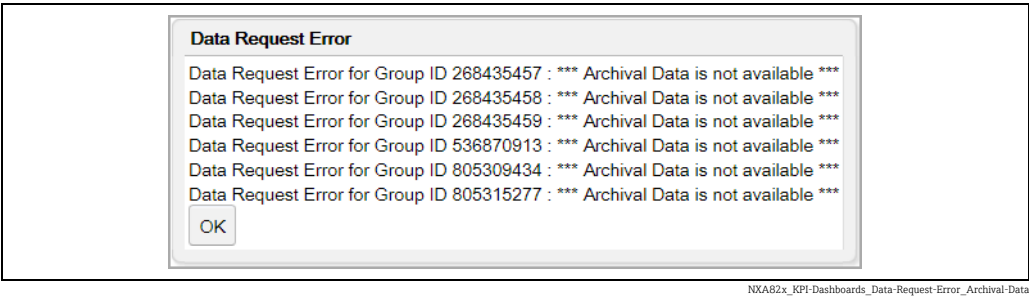 Data Request Error
Data Request Error for Group ID 268435457 : *** Archival Data is not available ***
Data Request Error for Group ID 268435458 : *** Archival Data is not available ***
Data Request Error for Group ID 268435459 : *** Archival Data is not available ***
Data Request Error for Group ID 536870913 : *** Archival Data is not available ***
Data Request Error for Group ID 805309434 : *** Archival Data is not available ***
Data Request Error for Group ID 805315277 : *** Archival Data is not available ***
OK
NXA82x_KPI-Dashboards_Data-Request-Error_Archival-Data